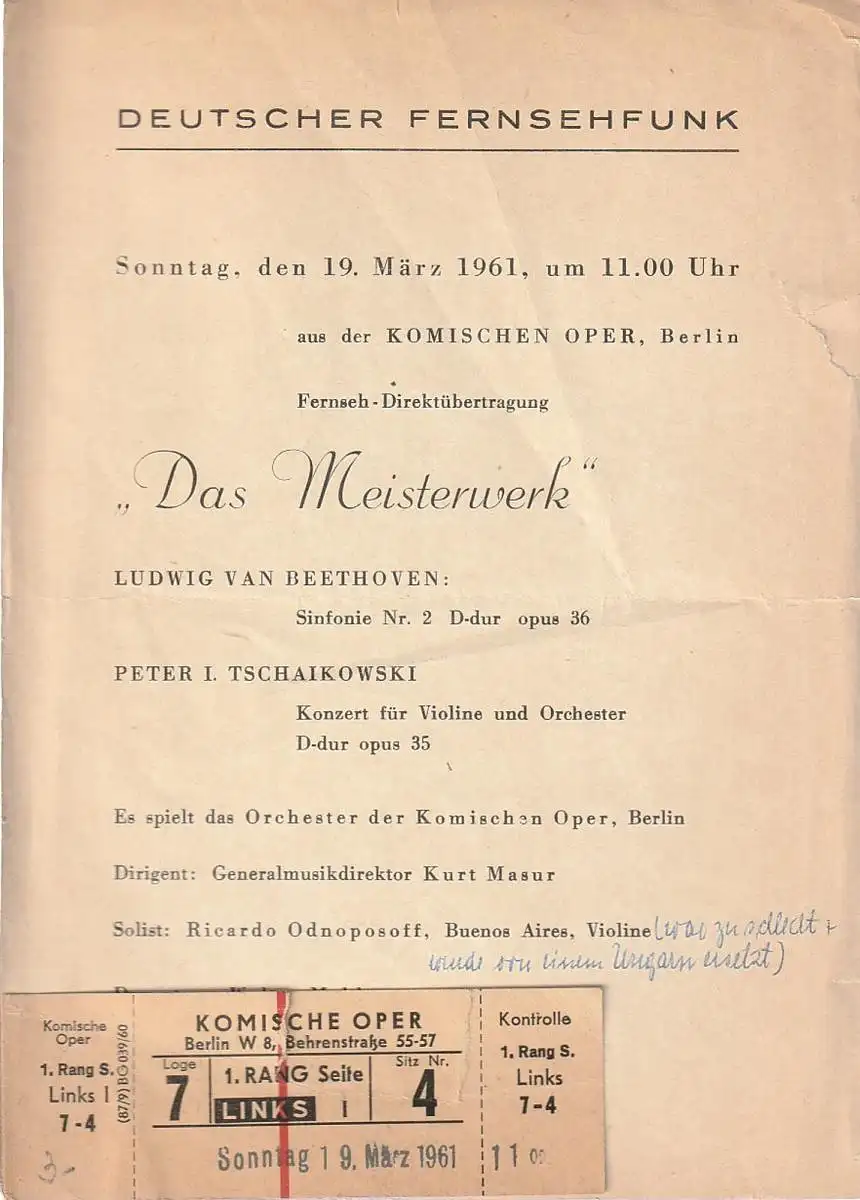 DEUTSCHER FERNSEHFUNK
Sonntag, den 19. März 1961, um 11.00 Uhr
aus der KOMISCHEN OPER, Berlin
Fernseh-Direktübertragung
„Das Meisterwerk“
LUDWIG VAN BEETHOVEN:
Sinfonie Nr. 2 D-dur opus 36
PETER I. TSCHAIKOWSKI
Konzert für Violine und Orchester
D-dur opus 35
Es spielt das Orchester der Komischen Oper, Berlin
Dirigent: Generalmusikdirektor Kurt Masur
Solist: Ricardo Odnoposoff, Buenos Aires, Violine (war zu schlecht +
wurde von einem Ungarn ersetzt)
Komische
Oper
1. Rang S.
Links I
7-4
3.-
(87/9) BG 039/60
KOMISCHE OPER
Berlin W 8, Behrenstraße 55-57
Loge
7
1. RANG Seite
LINKS I
Sitz Nr.
4
Sonntag 19. März 1961
Kontrolle
1. Rang S.
Links
7-4
11